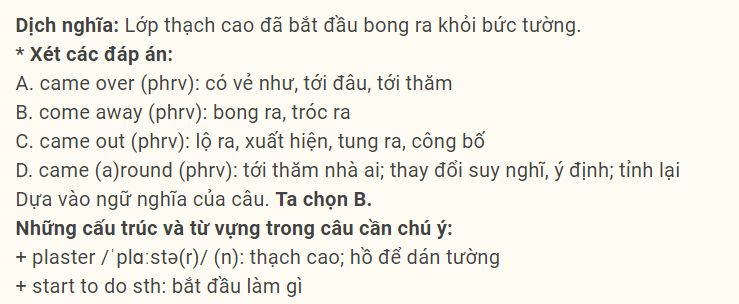 Dịch nghĩa: Lớp thạch cao đã bắt đầu bong ra khỏi bức tường.
* Xét các đáp án:
A. came over (phrv): có vẻ như, tới đâu, tới thăm
B. come away (phrv): bong ra, tróc ra
C. came out (phrv): lộ ra, xuất hiện, tung ra, công bố
D. came (a)round (phrv): tới thăm nhà ai; thay đổi suy nghĩ, ý định; tỉnh lại
Dựa vào ngữ nghĩa của câu. Ta chọn B.
Những cấu trúc và từ vựng trong câu cần chú ý:
+ plaster /ˈplɑːstə(r)/ (n): thạch cao; hồ để dán tường
+ start to do sth: bắt đầu làm gì